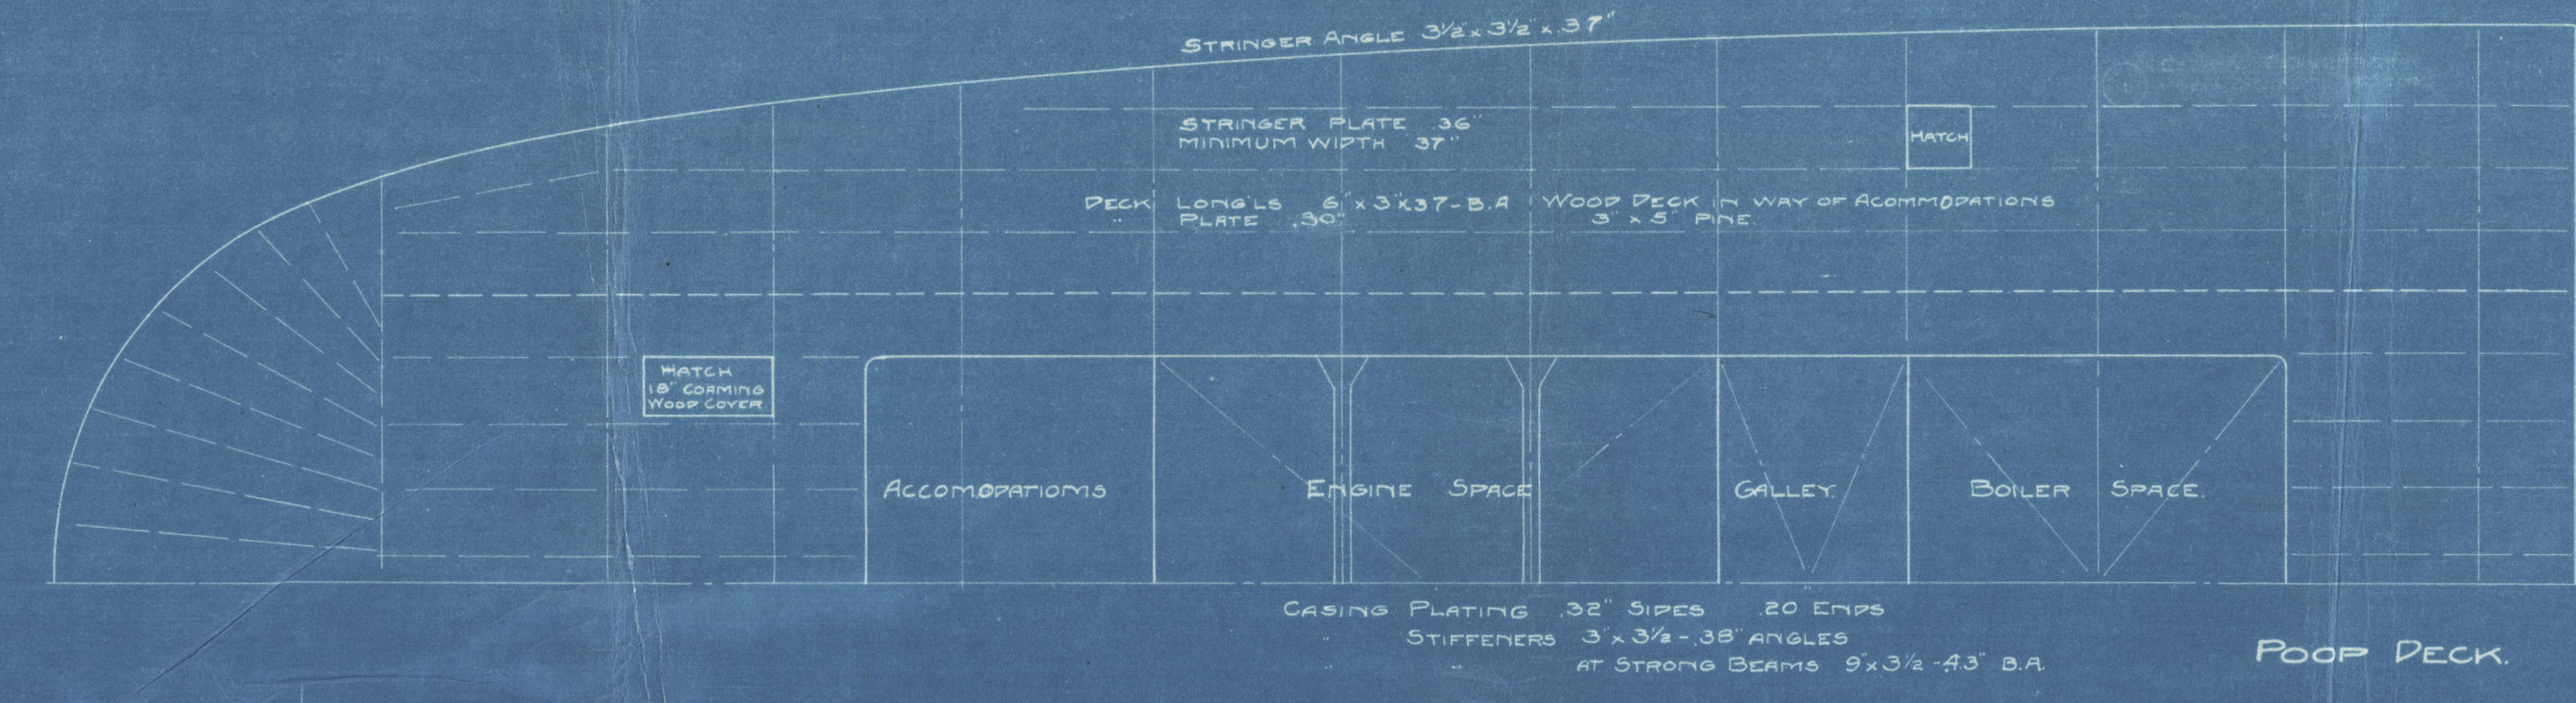 STRINGER ANGLE 3½" x 3½" x .37"
STRINGER PLATE .36"
MINIMUM WIDTH 37"
DECK LONG'LS 6" x 3" x .37 - B.A
" PLATE .30"
WOOD DECK IN WAY OF ACOMMODATIONS
3" x 5" PINE.
HATCH
HATCH
18" COAMING
WOOD COVER.
ACCOMODATIOMS
ENGINE SPACE
GALLEY.
BOILER SPACE.
CASING PLATING .32" SIDES .20" ENDS
" STIFFENERS 3" x 3½ - .38" ANGLES
" " AT STRONG BEAMS 9" x 3½ - .43" B.A.
POOP DECK.